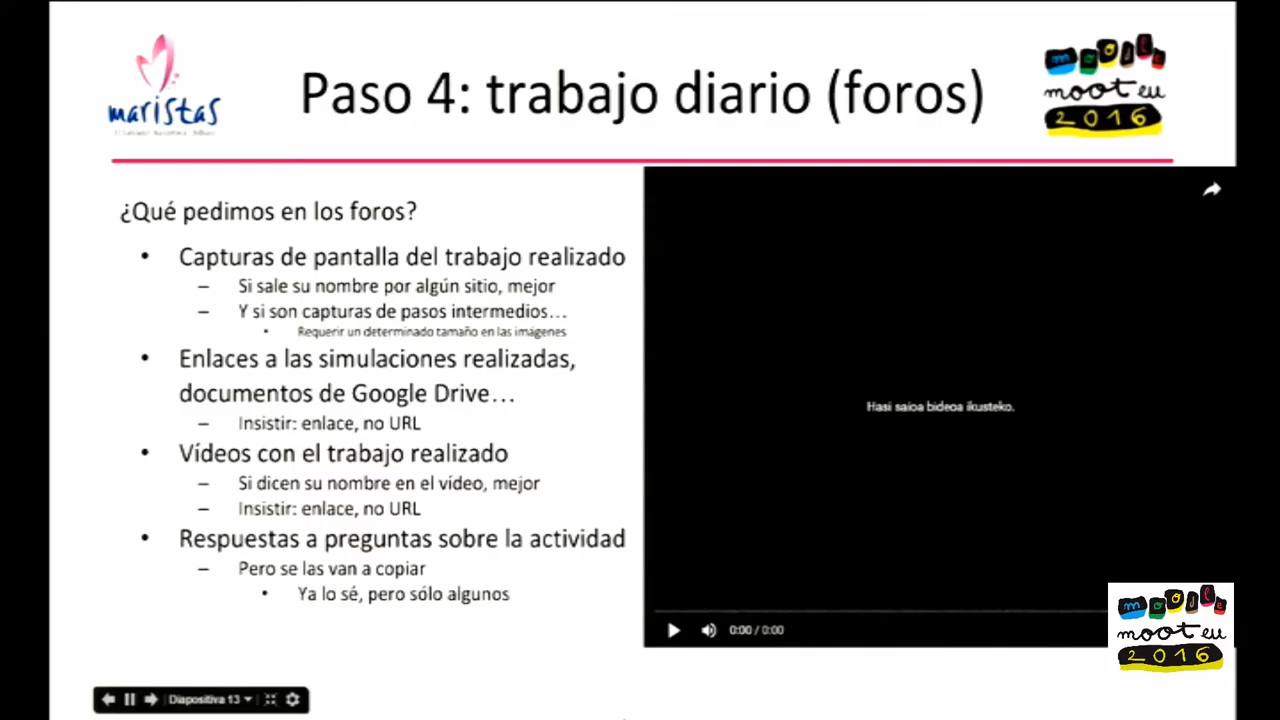 maristas
Paso 4: trabajo diario (foros)
moodle
moot eu
2016
¿Qué pedimos en los foros?
• Capturas de pantalla del trabajo realizado
– Si sale su nombre por algún sitio, mejor
– Y si son capturas de pasos intermedios...
• Requerir un determinado tamaño en las imágenes
• Enlaces a las simulaciones realizadas,
documentos de Google Drive...
– Insistir: enlace, no URL
• Vídeos con el trabajo realizado
– Si dicen su nombre en el vídeo, mejor
– Insistir: enlace, no URL
• Respuestas a preguntas sobre la actividad
– Pero se las van a copiar
• Ya lo sé, pero sólo algunos
Hasi saioa bideoa ikusteko.
0:00 / 0:00
moodle
moot eu
2016
Diapositiva 13